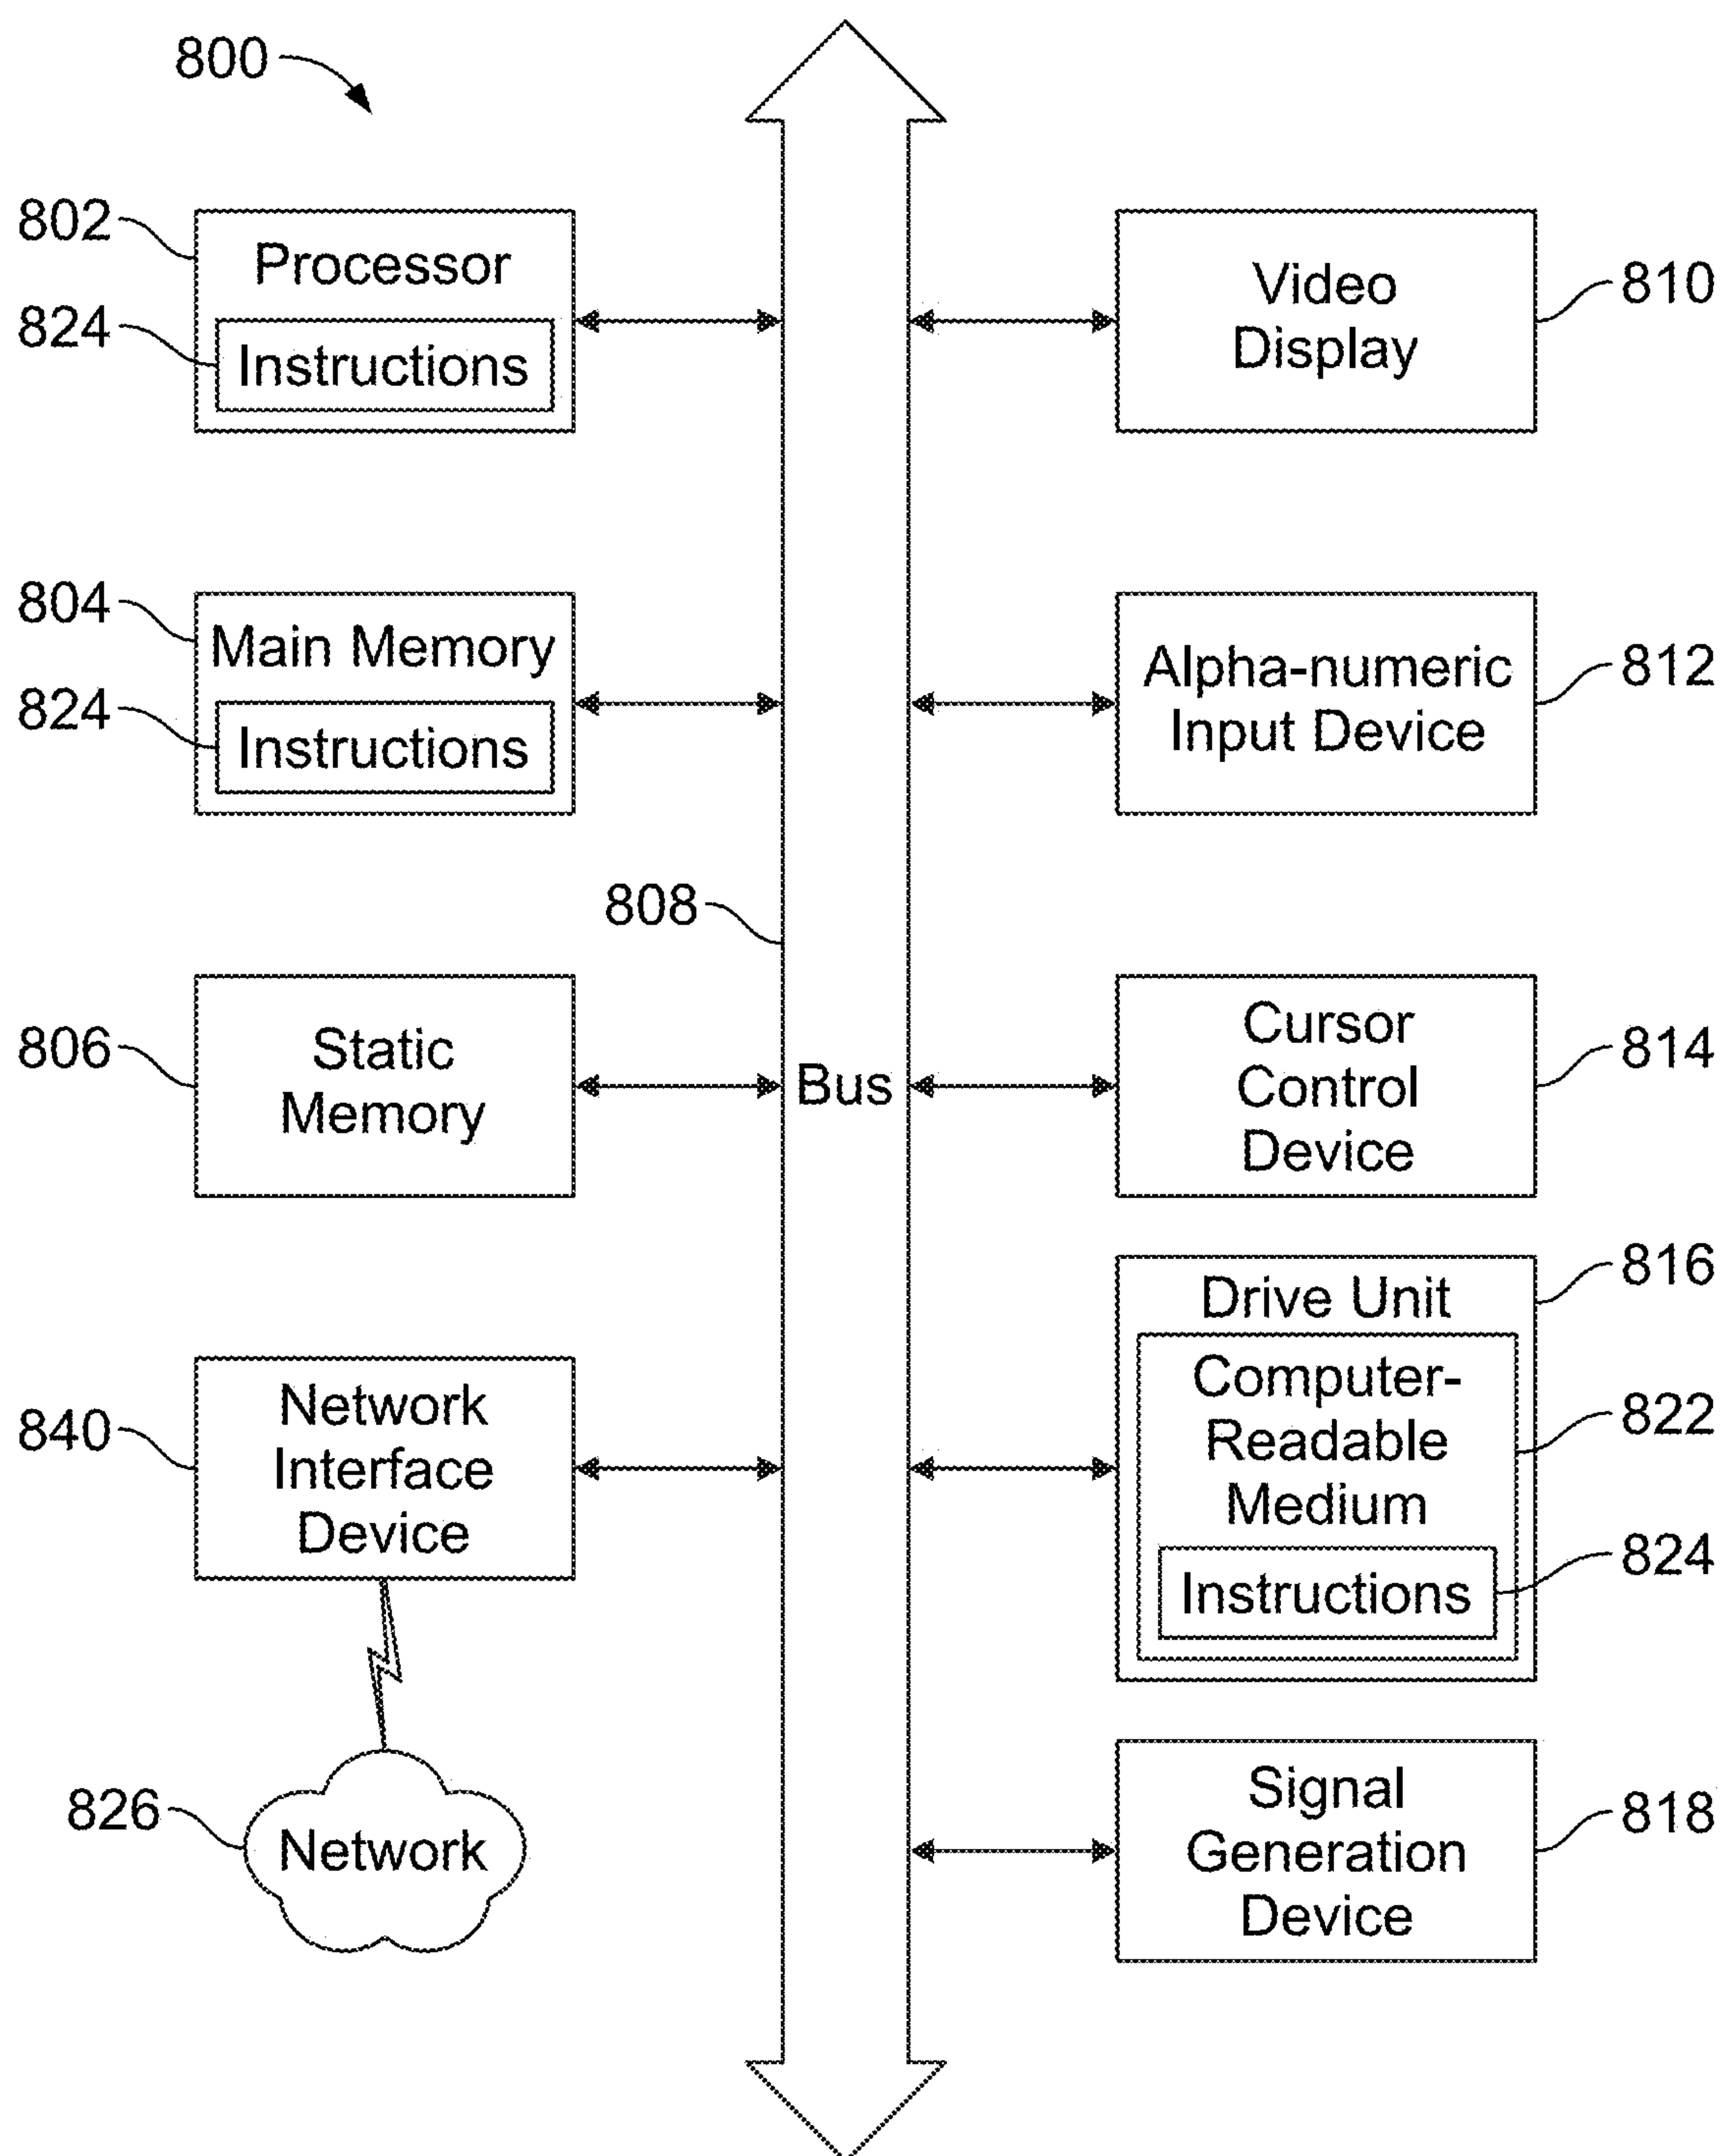 800
802
Processor
824
Instructions
804
Main Memory
824
Instructions
806
Static
Memory
840
Network
Interface
Device
826
Network
808
Bus
Video
Display
810
Alpha-numeric
Input Device
812
Cursor
Control
Device
814
Drive Unit
816
Computer-
Readable
Medium
822
Instructions
824
Signal
Generation
Device
818